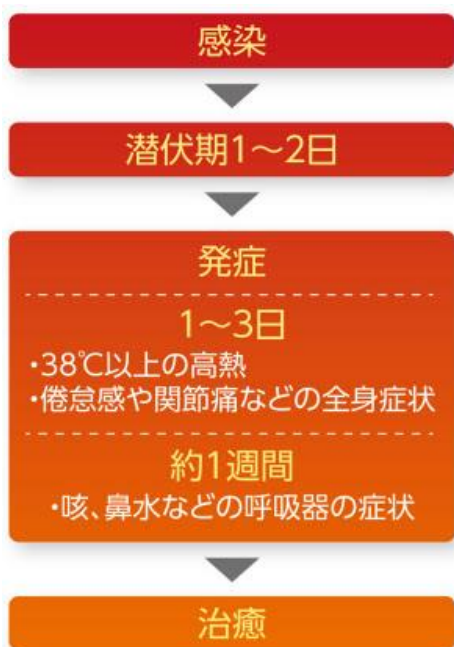 感染
潜伏期1～2日
発症
1～3日
・38℃以上の高熱
・倦怠感や関節痛などの全身症状
約1週間
・咳、鼻水などの呼吸器の症状
治癒